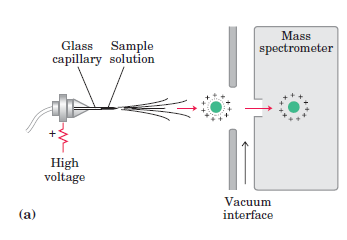 Glass Sample
capillary solution
Mass
spectrometer
+
High
voltage
Vacuum
interface
(a)